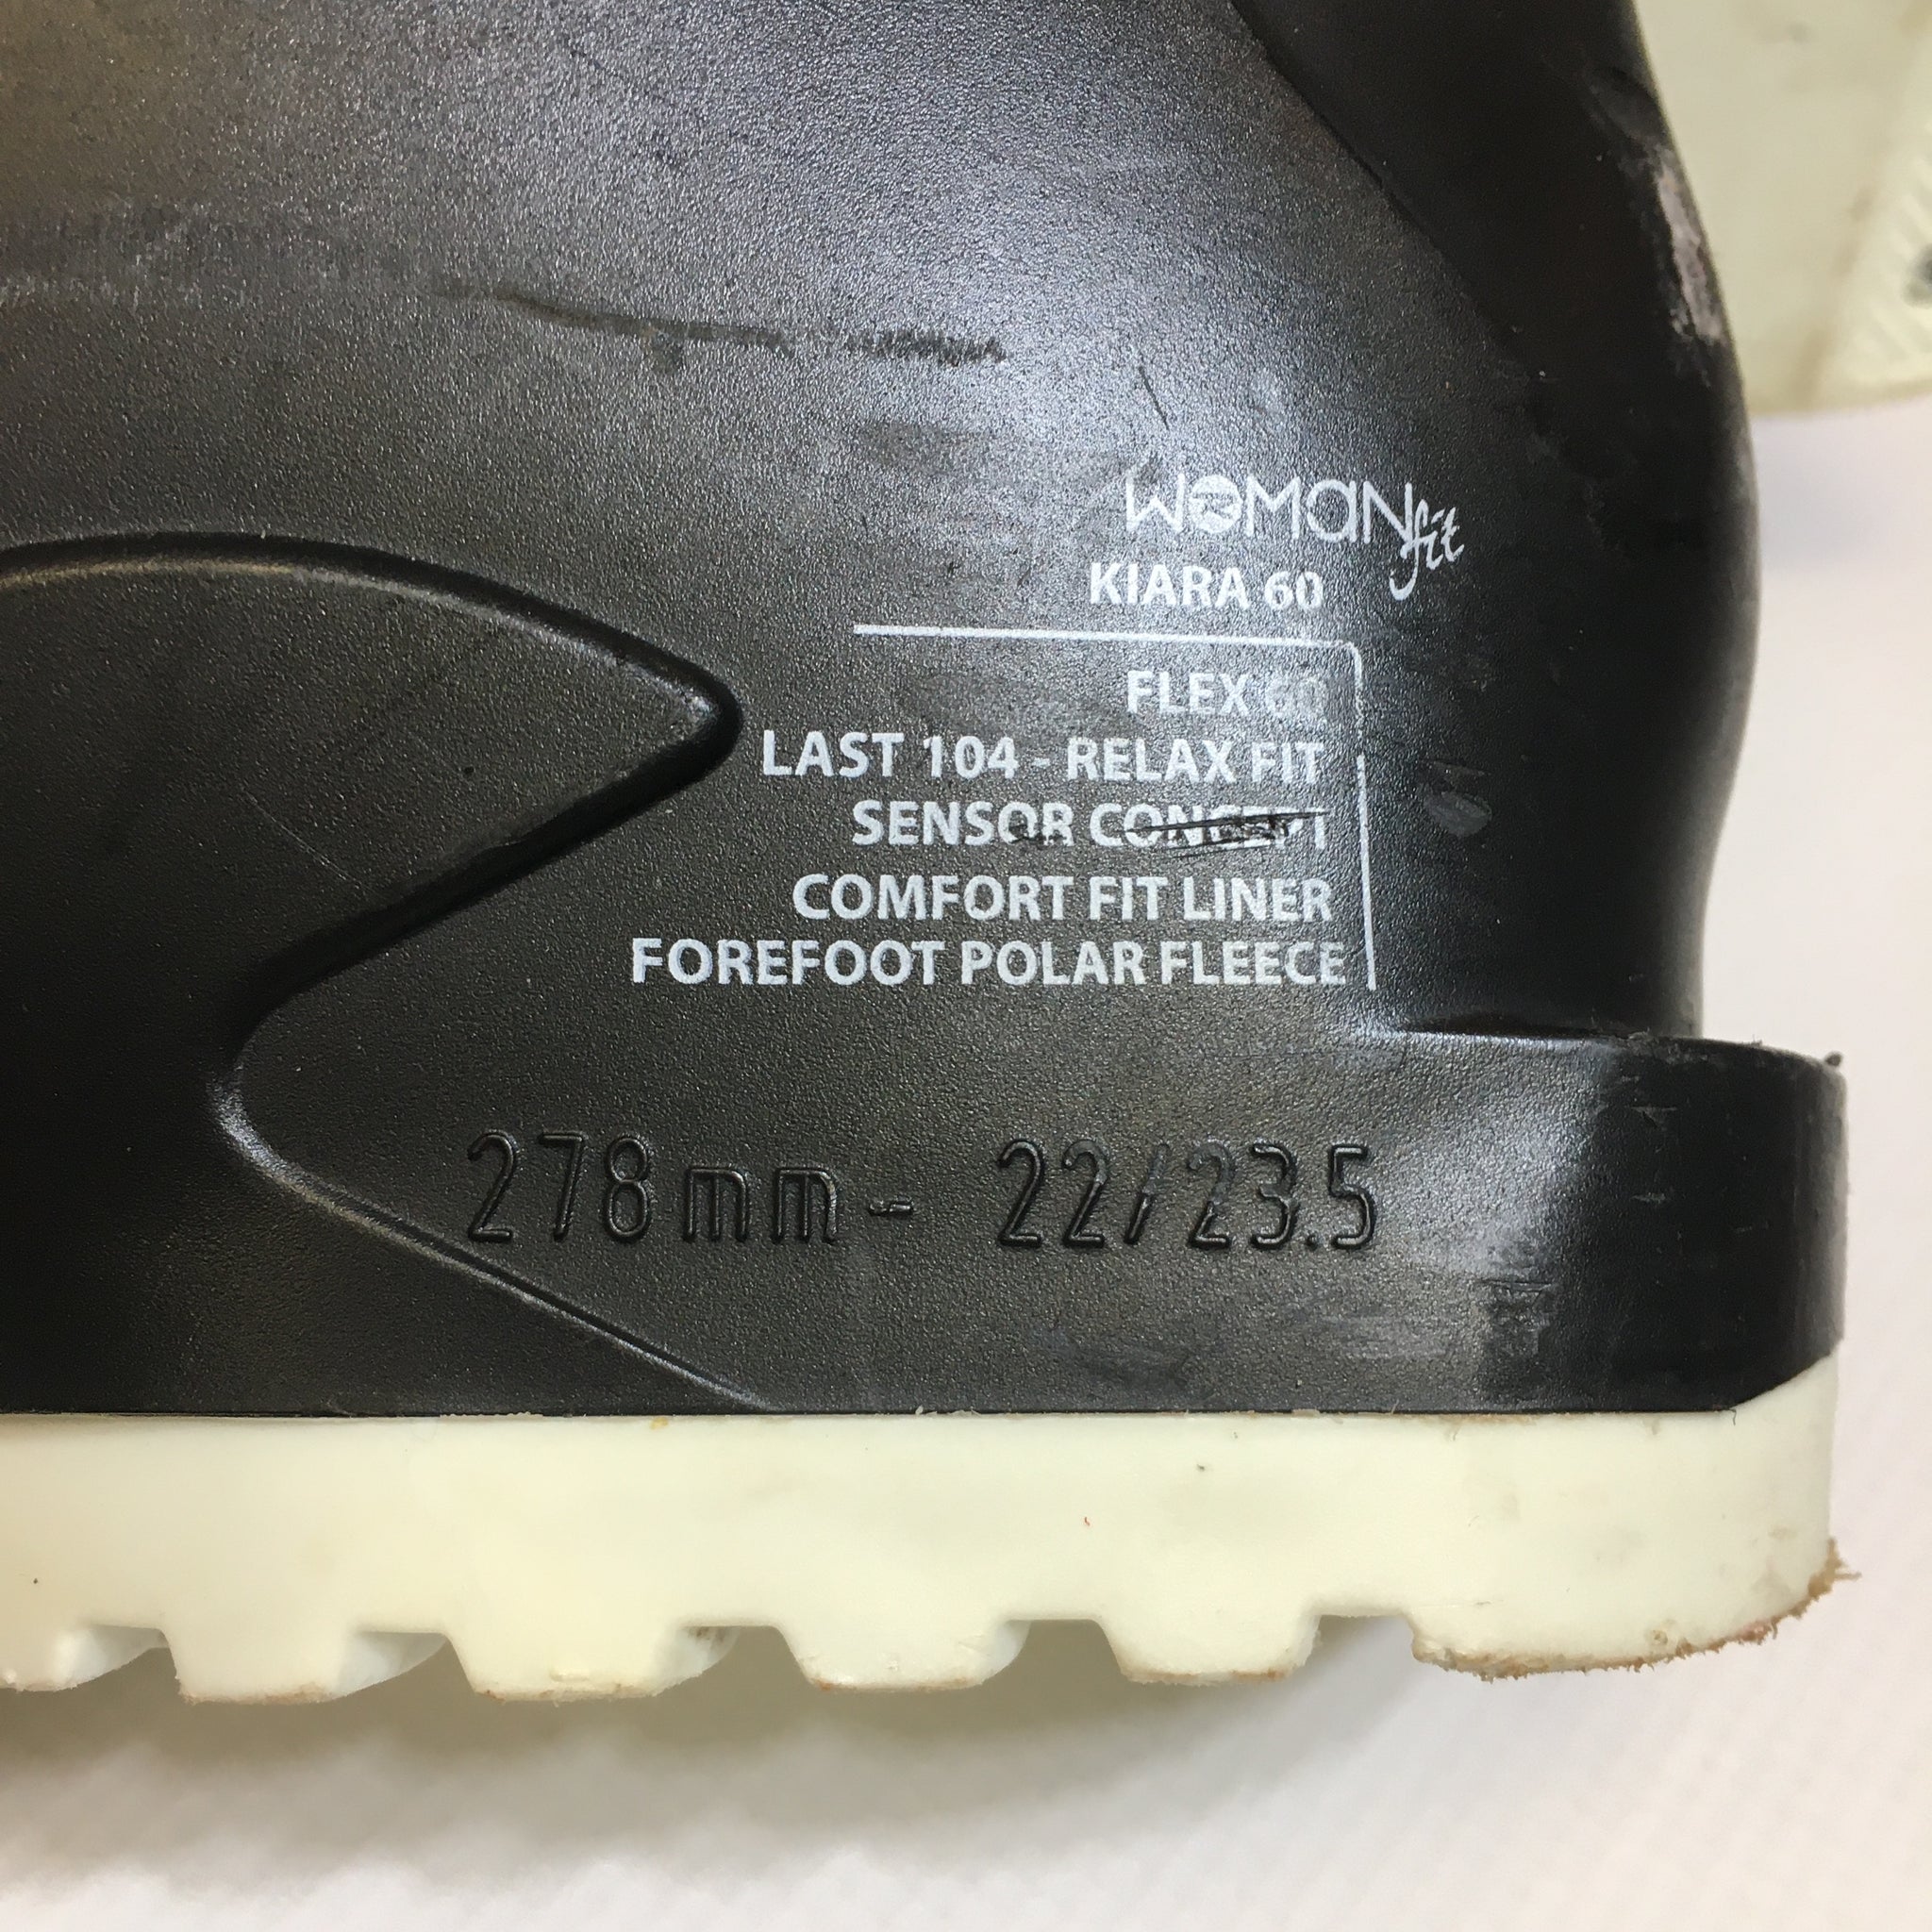 WOMAN fit
KIARA 60
FLEX 60
LAST 104 - RELAX FIT
SENSOR CONCEPT
COMFORT FIT LINER
FOREFOOT POLAR FLEECE
278mm - 22/23.5